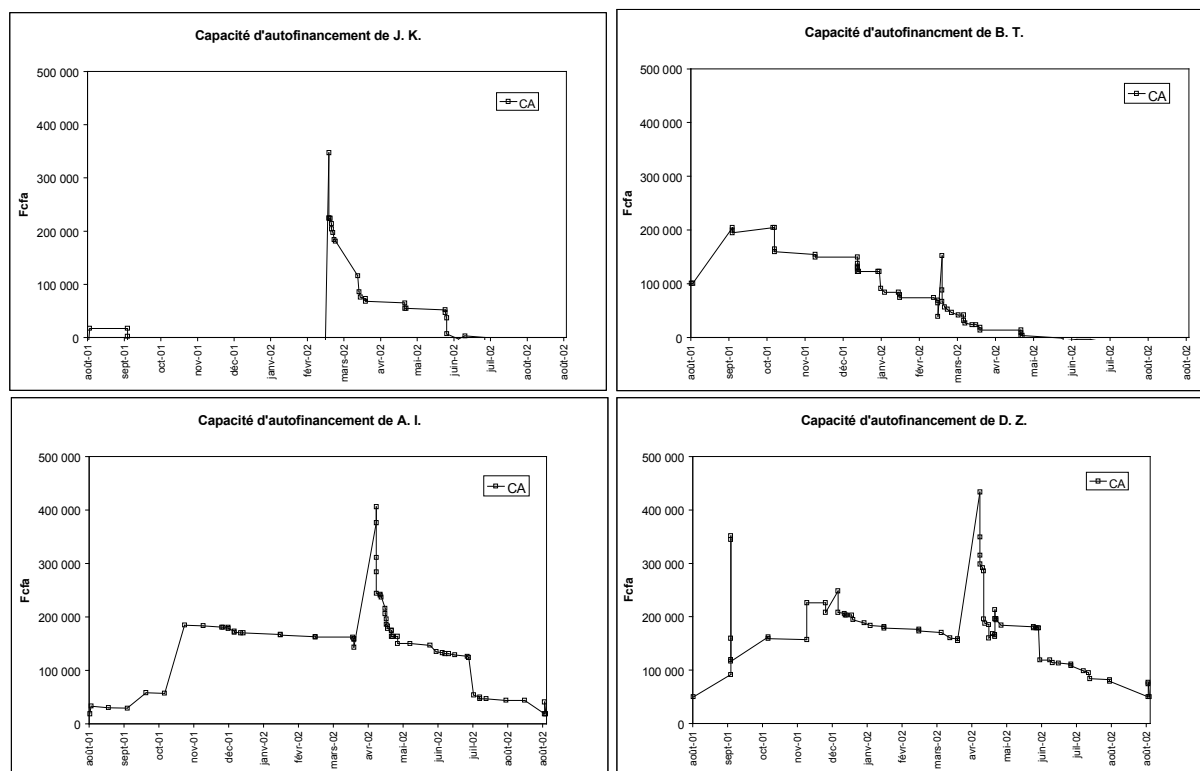 Capacité d'autofinancement de J. K.
500 000
400 000
300 000
200 000
100 000
0
Fcfa
CA
août-01
sept-01
oct-01
nov-01
déc-01
janv-02
févr-02
mars-02
avr-02
mai-02
juin-02
juil-02
août-02
août-02
Capacité d'autofinancment de B. T.
500 000
400 000
300 000
200 000
100 000
0
Fcfa
CA
août-01
sept-01
oct-01
nov-01
déc-01
janv-02
févr-02
mars-02
avr-02
mai-02
juin-02
juil-02
août-02
août-02
Capacité d'autofinancement de A. I.
500 000
400 000
300 000
200 000
100 000
0
Fcfa
CA
août-01
sept-01
oct-01
nov-01
déc-01
janv-02
févr-02
mars-02
avr-02
mai-02
juin-02
juil-02
août-02
août-02
Capacité d'autofinancement de D. Z.
500 000
400 000
300 000
200 000
100 000
0
Fcfa
CA
août-01
sept-01
oct-01
nov-01
déc-01
janv-02
févr-02
mars-02
avr-02
mai-02
juin-02
juil-02
août-02
août-02